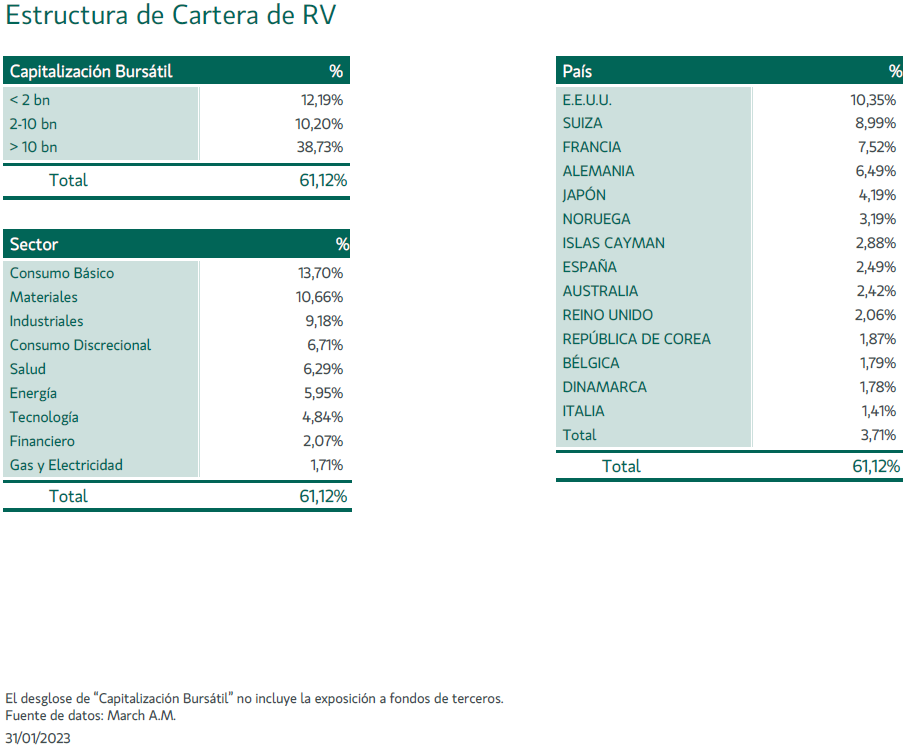 Estructura de Cartera de RV
Capitalización Bursátil %
< 2 bn 12,19%
2-10 bn 10,20%
> 10 bn 38,73%
Total 61,12%
Sector %
Consumo Básico 13,70%
Materiales 10,66%
Industriales 9,18%
Consumo Discrecional 6,71%
Salud 6,29%
Energía 5,95%
Tecnología 4,84%
Financiero 2,07%
Gas y Electricidad 1,71%
Total 61,12%
País %
E.E.U.U. 10,35%
SUIZA 8,99%
FRANCIA 7,52%
ALEMANIA 6,49%
JAPÓN 4,19%
NORUEGA 3,19%
ISLAS CAYMAN 2,88%
ESPAÑA 2,49%
AUSTRALIA 2,42%
REINO UNIDO 2,06%
REPÚBLICA DE COREA 1,87%
BÉLGICA 1,79%
DINAMARCA 1,78%
ITALIA 1,41%
Total 3,71%
Total 61,12%
El desglose de “Capitalización Bursátil” no incluye la exposición a fondos de terceros.
Fuente de datos: March A.M.
31/01/2023